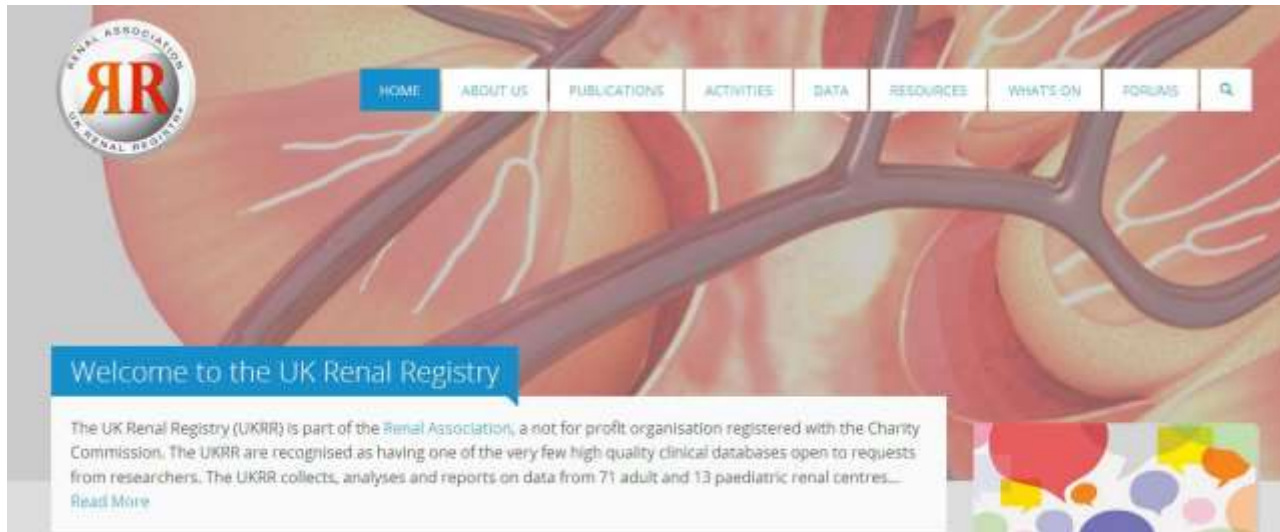 RENAL ASSOCIATION
RR
UK RENAL REGISTRY
HOME ABOUT US PUBLICATIONS ACTIVITIES DATA RESOURCES WHAT'S ON FORUMS
Welcome to the UK Renal Registry
The UK Renal Registry (UKRR) is part of the Renal Association, a not for profit organisation registered with the Charity
Commission. The UKRR are recognised as having one of the very few high quality clinical databases open to requests
from researchers. The UKRR collects, analyses and reports on data from 71 adult and 13 paediatric renal centres...
Read More